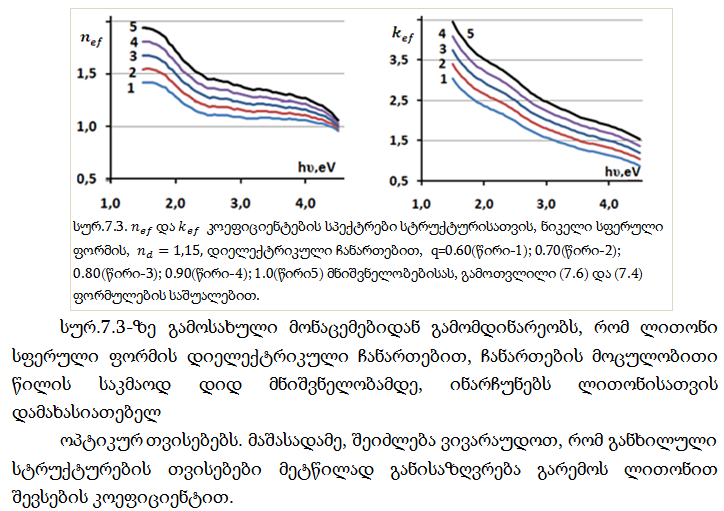 n_ef
5
4
3
2
1
1,5
1,0
0,5
hυ,eV
1,0 2,0 3,0 4,0
k_ef
4 5
3
2
1
3,5
2,5
1,5
0,5
hυ,eV
1,0 2,0 3,0 4,0
სურ.7.3. n_ef და k_ef კოეფიციენტების სპექტრები სტრუქტურისათვის, ნიკელი სფერული
ფორმის, n_d = 1,15, დიელექტრიკული ჩანართებით, q=0.60(წირი-1); 0.70(წირი-2);
0.80(წირი-3); 0.90(წირი-4); 1.0(წირი5) მნიშვნელობებისას, გამოთვლილი (7.6) და (7.4)
ფორმულების საშუალებით.
სურ.7.3-ზე გამოსახული მონაცემებიდან გამომდინარეობს, რომ ლითონი
სფერული ფორმის დიელექტრიკული ჩანართებით, ჩანართების მოცულობითი
წილის საკმაოდ დიდ მნიშვნელობამდე, ინარჩუნებს ლითონისათვის
დამახასიათებელ
ოპტიკურ თვისებებს. მაშასადამე, შეიძლება ვივარაუდოთ, რომ განხილული
სტრუქტურების თვისებები მეტწილად განისაზღვრება გარემოს ლითონით
შევსების კოეფიციენტით.